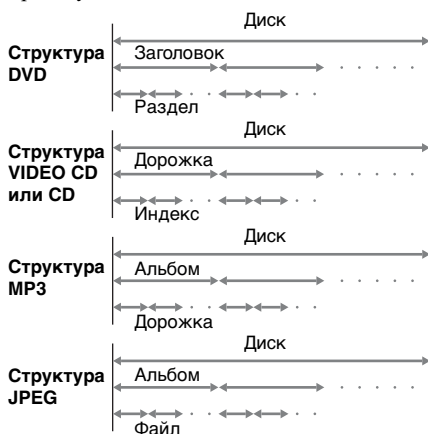 Диск
Структура
DVD
Заголовок
Раздел
Диск
Структура
VIDEO CD
или CD
Дорожка
Индекс
Диск
Структура
MP3
Альбом
Дорожка
Диск
Структура
JPEG
Альбом
Файл